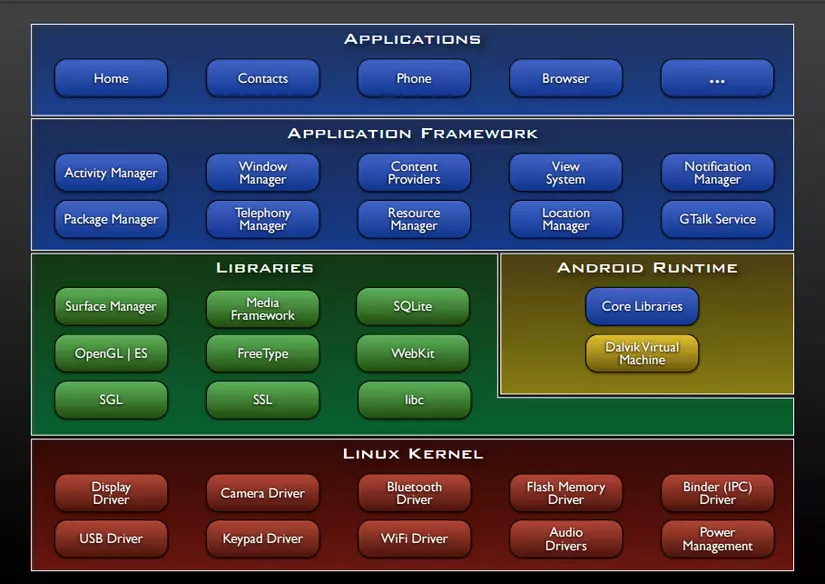 APPLICATIONS
Home
Contacts
Phone
Browser
...
APPLICATION FRAMEWORK
Activity Manager
Window
Manager
Content
Providers
View
System
Notification
Manager
Package Manager
Telephony
Manager
Resource
Manager
Location
Manager
GTalk Service
LIBRARIES
Surface Manager
Media
Framework
SQLite
OpenGL | ES
FreeType
WebKit
SGL
SSL
libc
ANDROID RUNTIME
Core Libraries
Dalvik Virtual
Machine
LINUX KERNEL
Display
Driver
Camera Driver
Bluetooth
Driver
Flash Memory
Driver
Binder (IPC)
Driver
USB Driver
Keypad Driver
WiFi Driver
Audio
Drivers
Power
Management